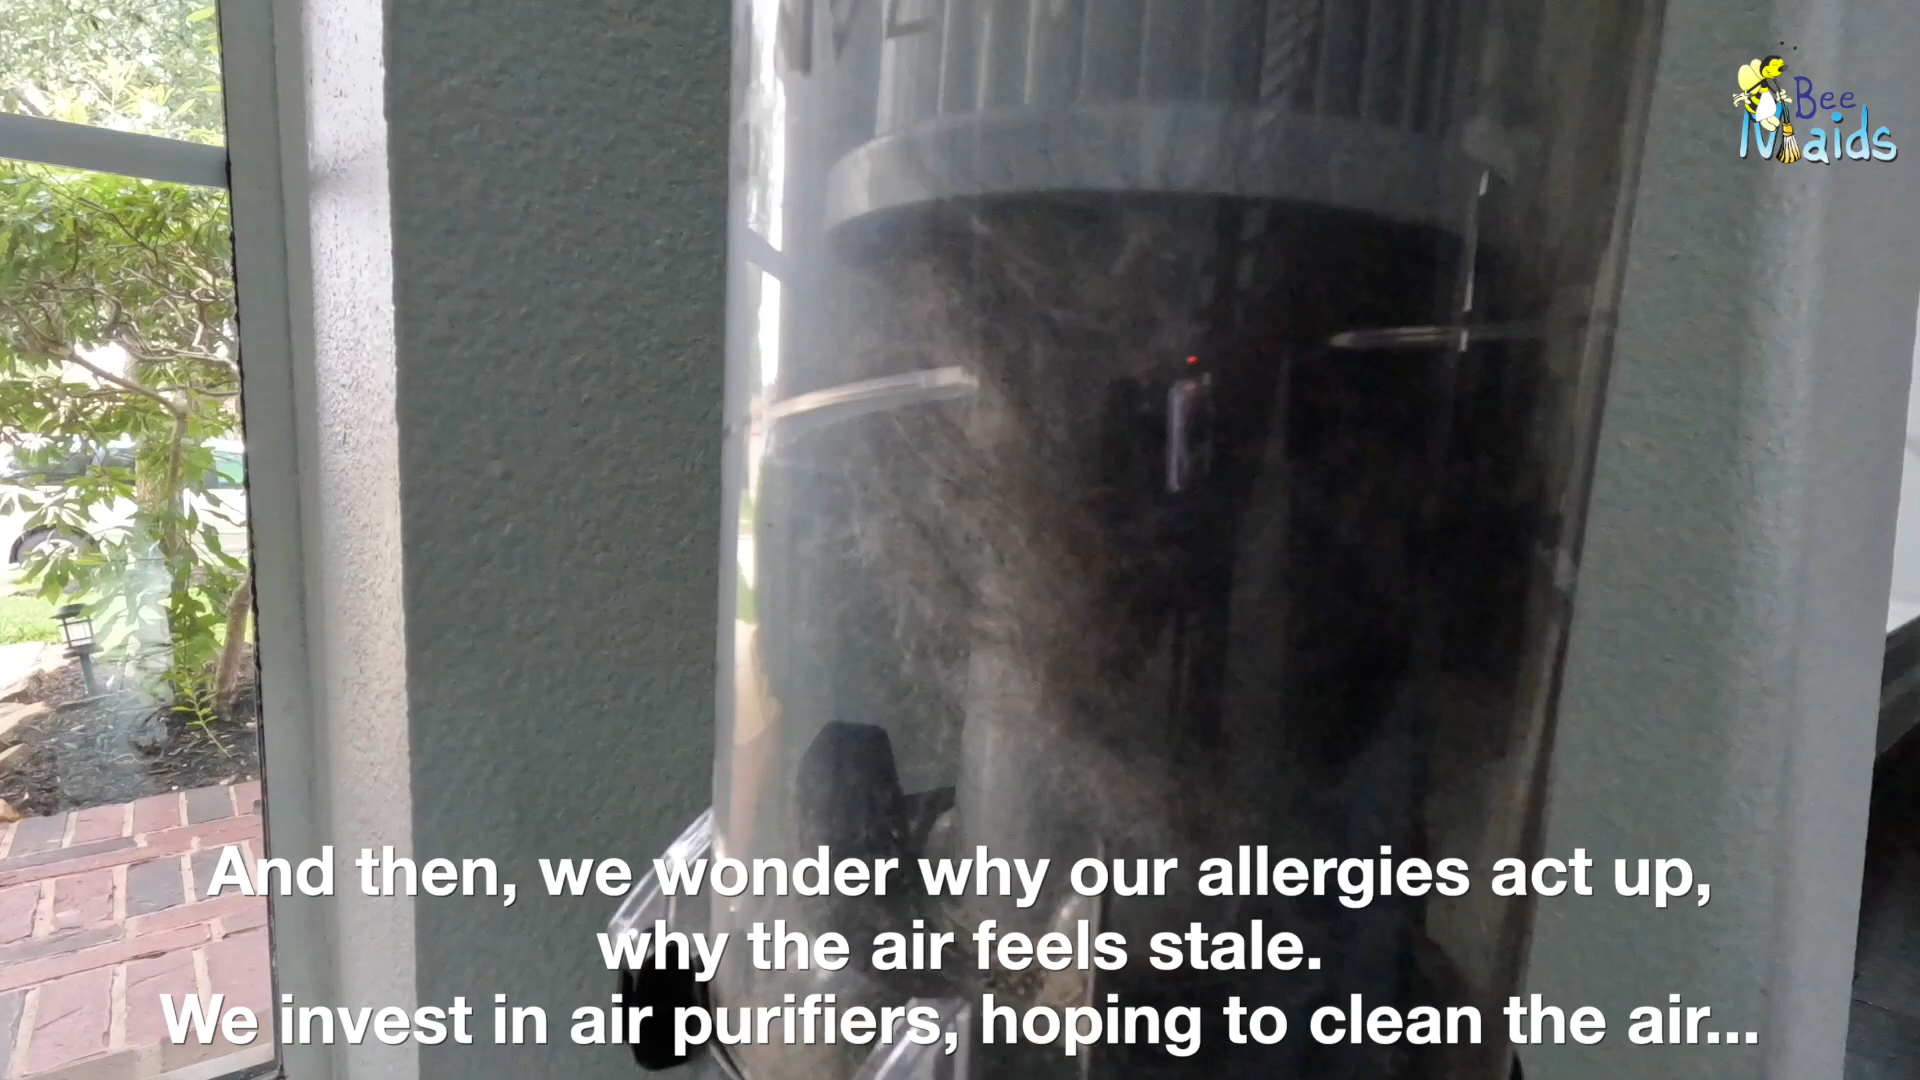 Bee
Maids
And then, we wonder why our allergies act up,
why the air feels stale.
We invest in air purifiers, hoping to clean the air...